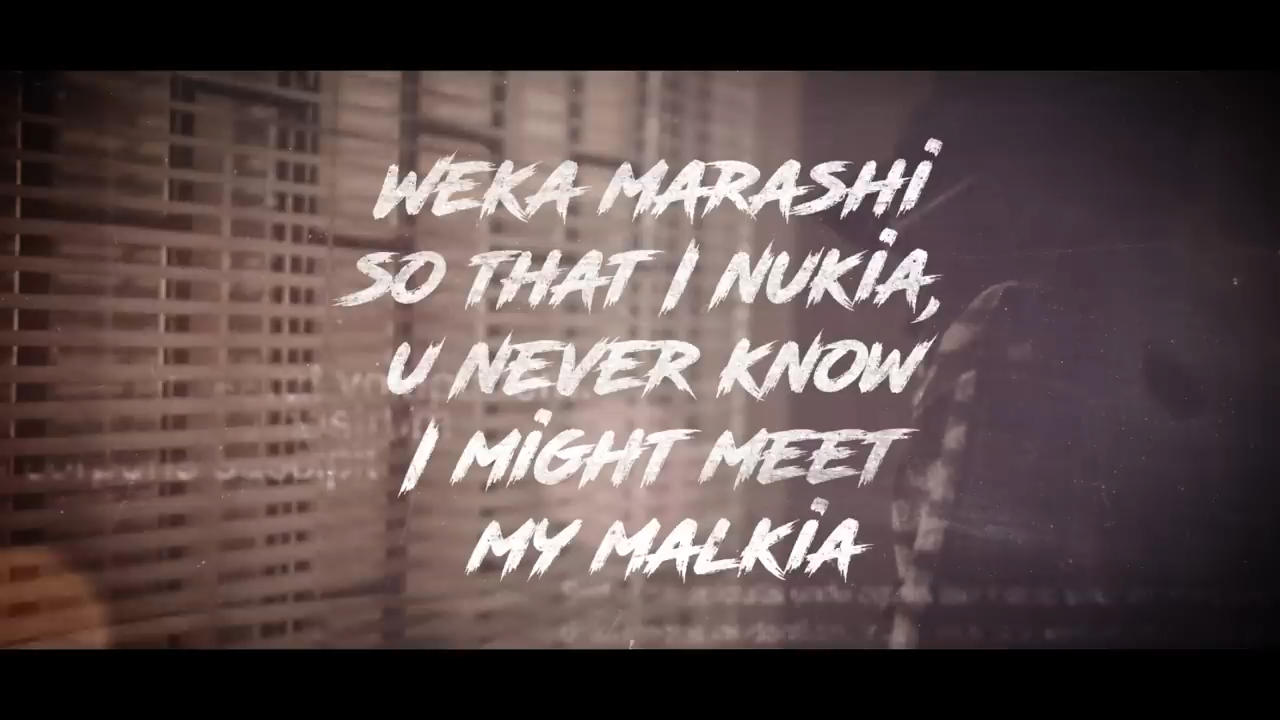 WEKA MARASHI
SO THAT I NUKIA,
U NEVER KNOW
I MIGHT MEET
MY MALKIA